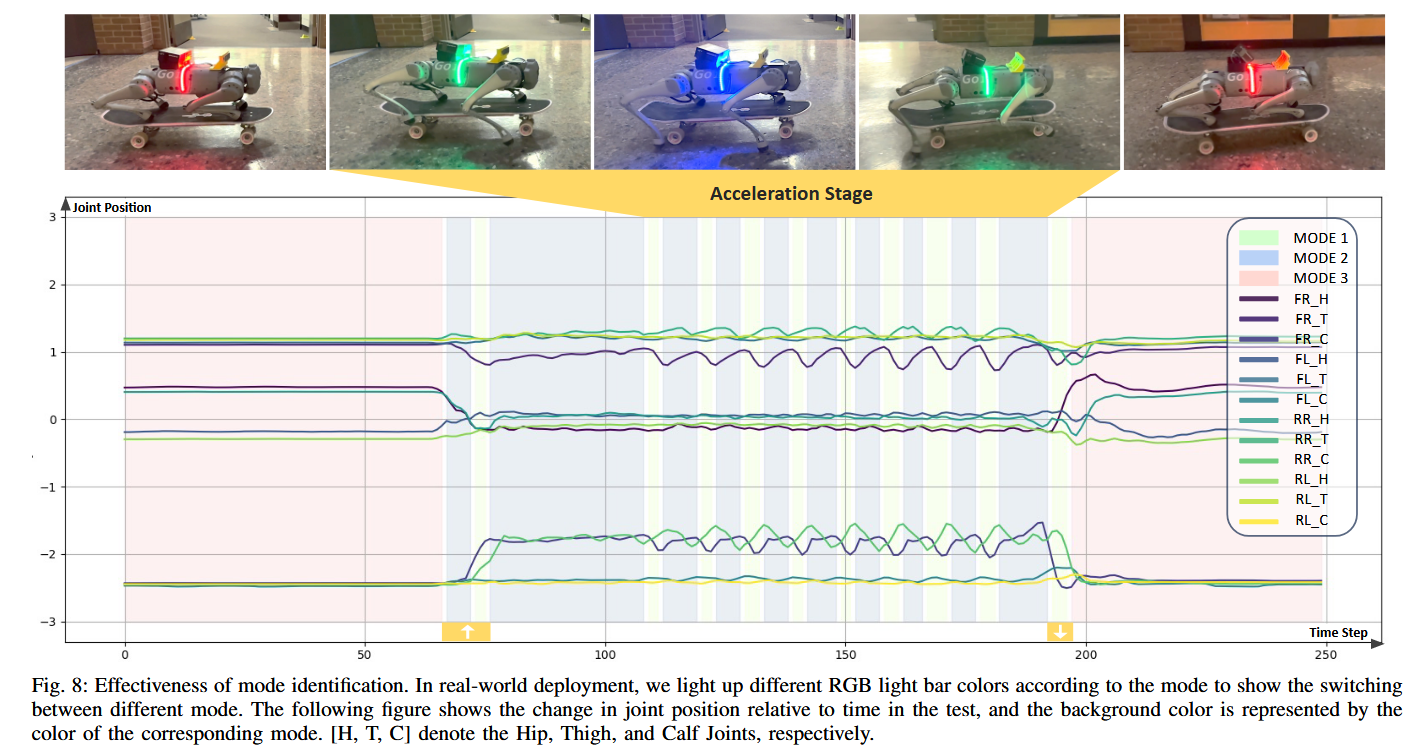 Go
Go
Go
Go
Go
Acceleration Stage
Joint Position
3
2
1
0
−1
−2
−3
MODE 1
MODE 2
MODE 3
FR_H
FR_T
FR_C
FL_H
FL_T
FL_C
RR_H
RR_T
RR_C
RL_H
RL_T
RL_C
Time Step
0 50 100 150 200 250
Fig. 8: Effectiveness of mode identification. In real-world deployment, we light up different RGB light bar colors according to the mode to show the switching
between different mode. The following figure shows the change in joint position relative to time in the test, and the background color is represented by the
color of the corresponding mode. [H, T, C] denote the Hip, Thigh, and Calf Joints, respectively.